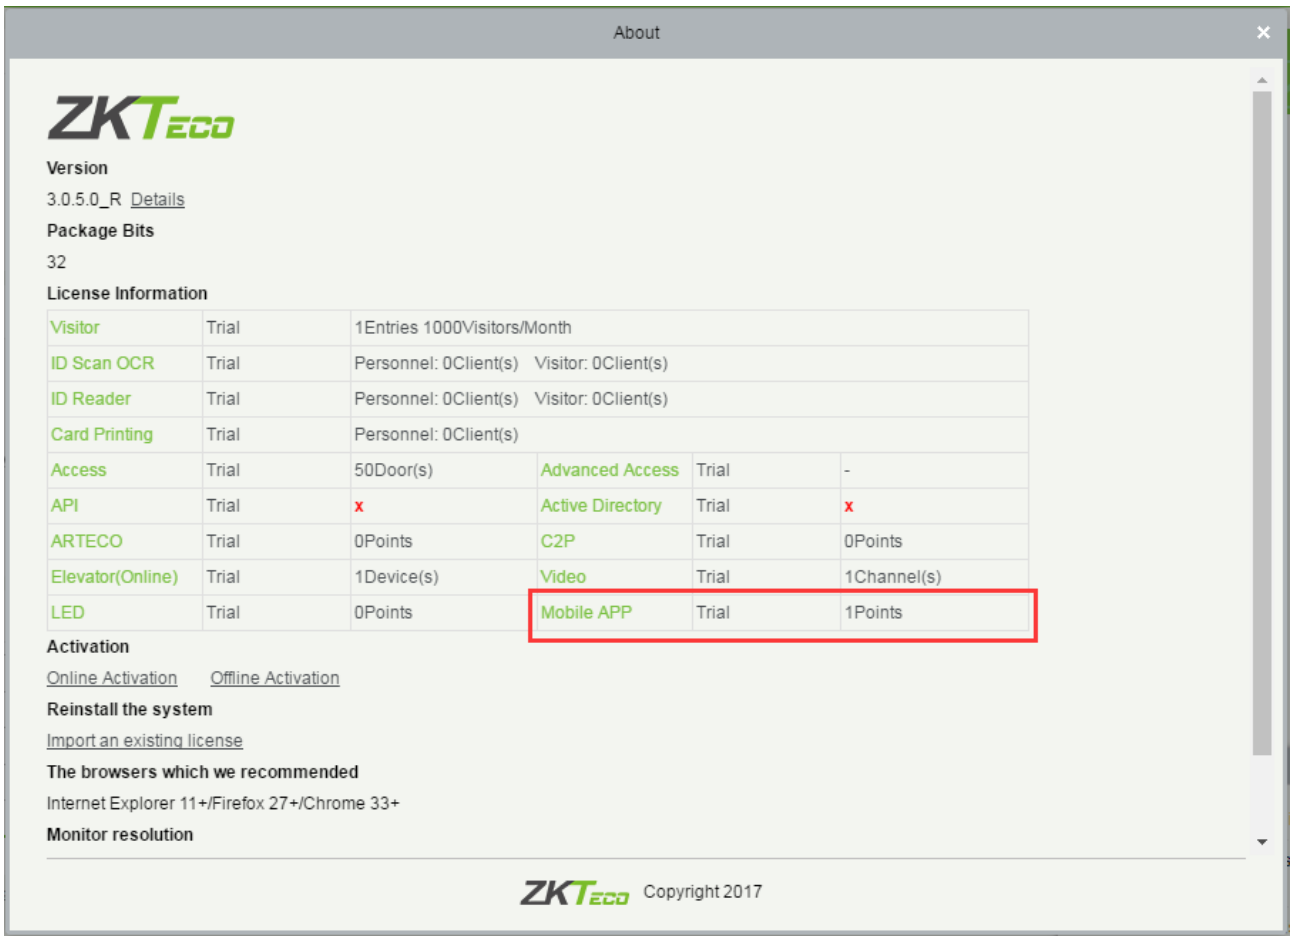 About
ZKTeco
Version
3.0.5.0_R Details
Package Bits
32
License Information
Visitor Trial 1Entries 1000Visitors/Month
ID Scan OCR Trial Personnel: 0Client(s) Visitor: 0Client(s)
ID Reader Trial Personnel: 0Client(s) Visitor: 0Client(s)
Card Printing Trial Personnel: 0Client(s)
Access Trial 50Door(s) Advanced Access Trial -
API Trial x Active Directory Trial x
ARTECO Trial 0Points C2P Trial 0Points
Elevator(Online) Trial 1Device(s) Video Trial 1Channel(s)
LED Trial 0Points Mobile APP Trial 1Points
Activation
Online Activation Offline Activation
Reinstall the system
Import an existing license
The browsers which we recommended
Internet Explorer 11+/Firefox 27+/Chrome 33+
Monitor resolution
ZKTeco Copyright 2017